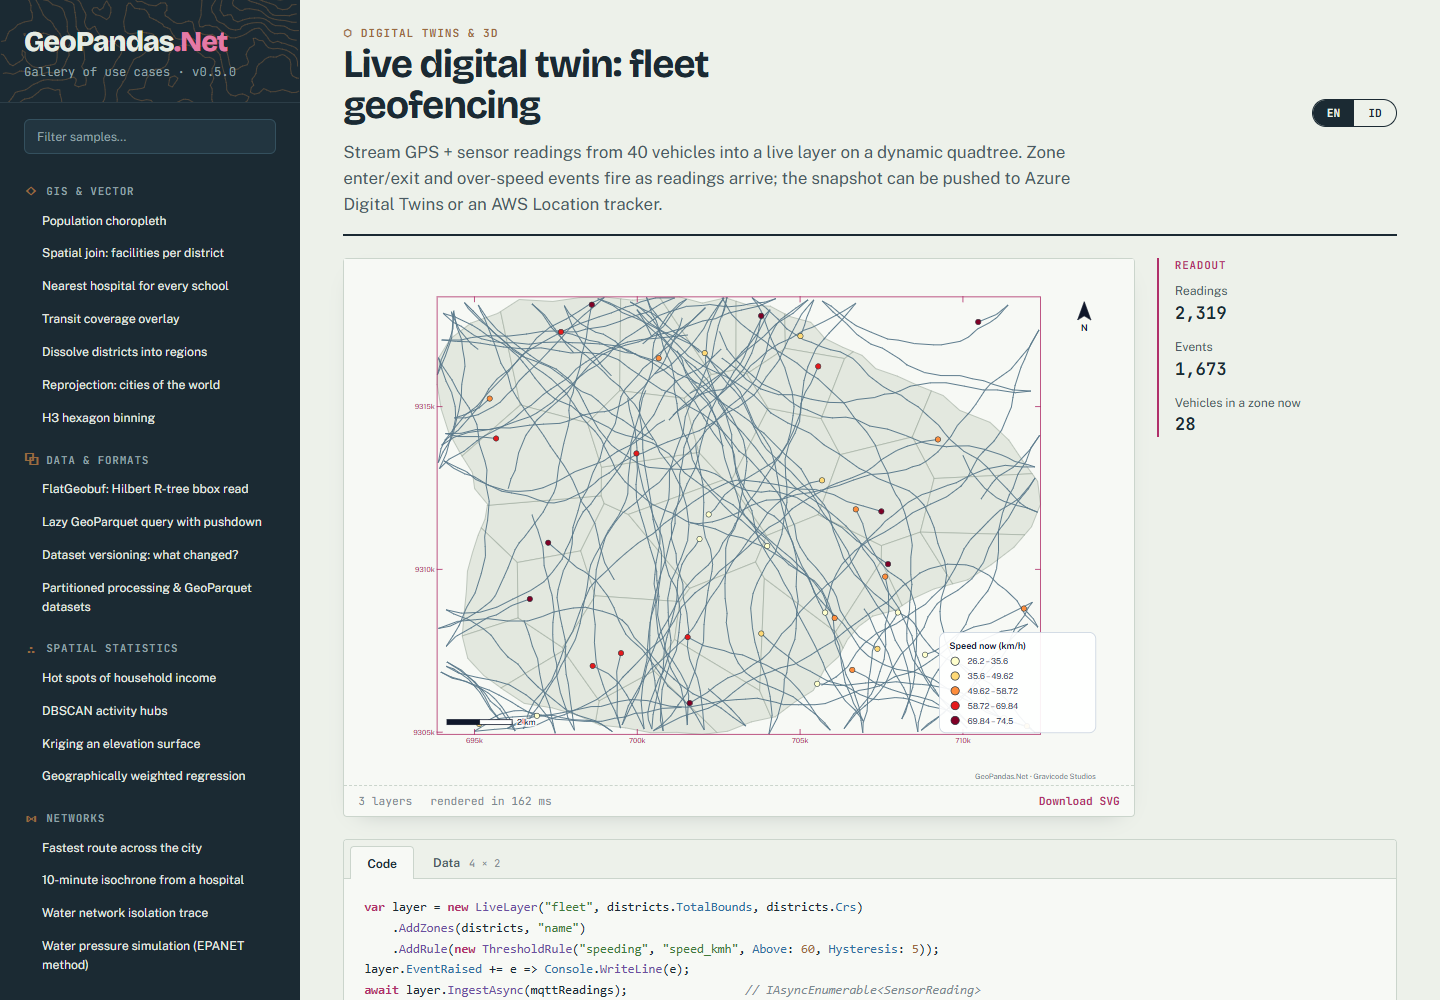 GeoPandas.Net
Gallery of use cases · v0.5.0
Filter samples...
GIS & VECTOR
Population choropleth
Spatial join: facilities per district
Nearest hospital for every school
Transit coverage overlay
Dissolve districts into regions
Reprojection: cities of the world
H3 hexagon binning
DATA & FORMATS
FlatGeobuf: Hilbert R-tree bbox read
Lazy GeoParquet query with pushdown
Dataset versioning: what changed?
Partitioned processing & GeoParquet
datasets
SPATIAL STATISTICS
Hot spots of household income
DBSCAN activity hubs
Kriging an elevation surface
Geographically weighted regression
NETWORKS
Fastest route across the city
10-minute isochrone from a hospital
Water network isolation trace
Water pressure simulation (EPANET
method)
DIGITAL TWINS & 3D
Live digital twin: fleet
geofencing
EN ID
Stream GPS + sensor readings from 40 vehicles into a live layer on a dynamic quadtree. Zone
enter/exit and over-speed events fire as readings arrive; the snapshot can be pushed to Azure
Digital Twins or an AWS Location tracker.
N
9315k
9310k
9305k
695k 700k 705k 710k
2 km
Speed now (km/h)
26.2 - 35.6
35.6 - 49.62
49.62 - 58.72
58.72 - 69.84
69.84 - 74.5
GeoPandas.Net · Gravicode Studios
3 layers rendered in 162 ms
Download SVG
READOUT
Readings
2,319
Events
1,673
Vehicles in a zone now
28
Code Data 4 × 2
var layer = new LiveLayer("fleet", districts.TotalBounds, districts.Crs)
.AddZones(districts, "name")
.AddRule(new ThresholdRule("speeding", "speed_kmh", Above: 60, Hysteresis: 5));
layer.EventRaised += e => Console.WriteLine(e);
await layer.IngestAsync(mqttReadings); // IAsyncEnumerable<SensorReading>